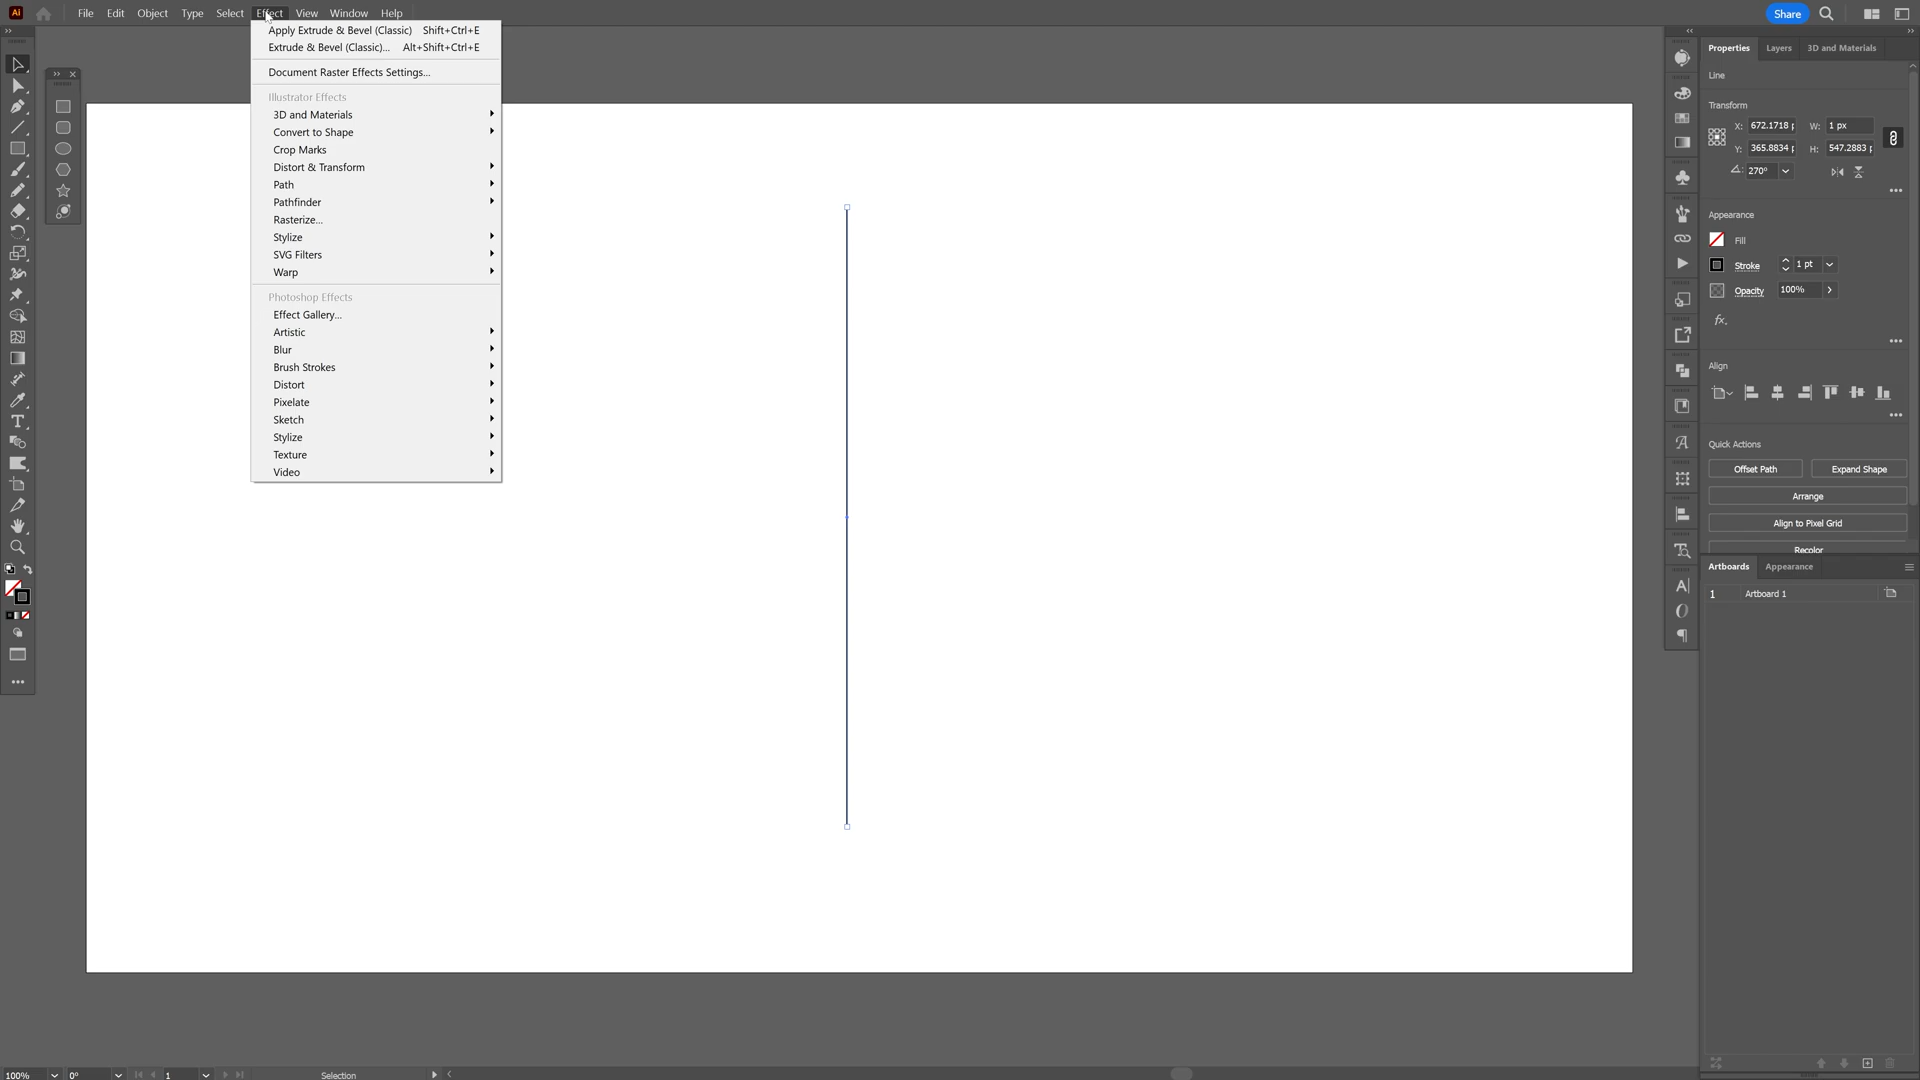 Ai
File Edit Object Type Select Effect View Window Help
Share
Apply Extrude & Bevel (Classic) Shift+Ctrl+E
Extrude & Bevel (Classic)... Alt+Shift+Ctrl+E
Document Raster Effects Settings...
Illustrator Effects
3D and Materials
Convert to Shape
Crop Marks
Distort & Transform
Path
Pathfinder
Rasterize...
Stylize
SVG Filters
Warp
Photoshop Effects
Effect Gallery...
Artistic
Blur
Brush Strokes
Distort
Pixelate
Sketch
Stylize
Texture
Video
Properties Layers 3D and Materials
Line
Transform
X: 672.1718 W: 1 px
Y: 365.8834 H: 547.2883
270°
Appearance
Fill
Stroke 1 pt
Opacity 100%
fx.
Align
Quick Actions
Offset Path Expand Shape
Arrange
Align to Pixel Grid
Recolor
Artboards Appearance
1 Artboard 1
100% 0° 1 Selection